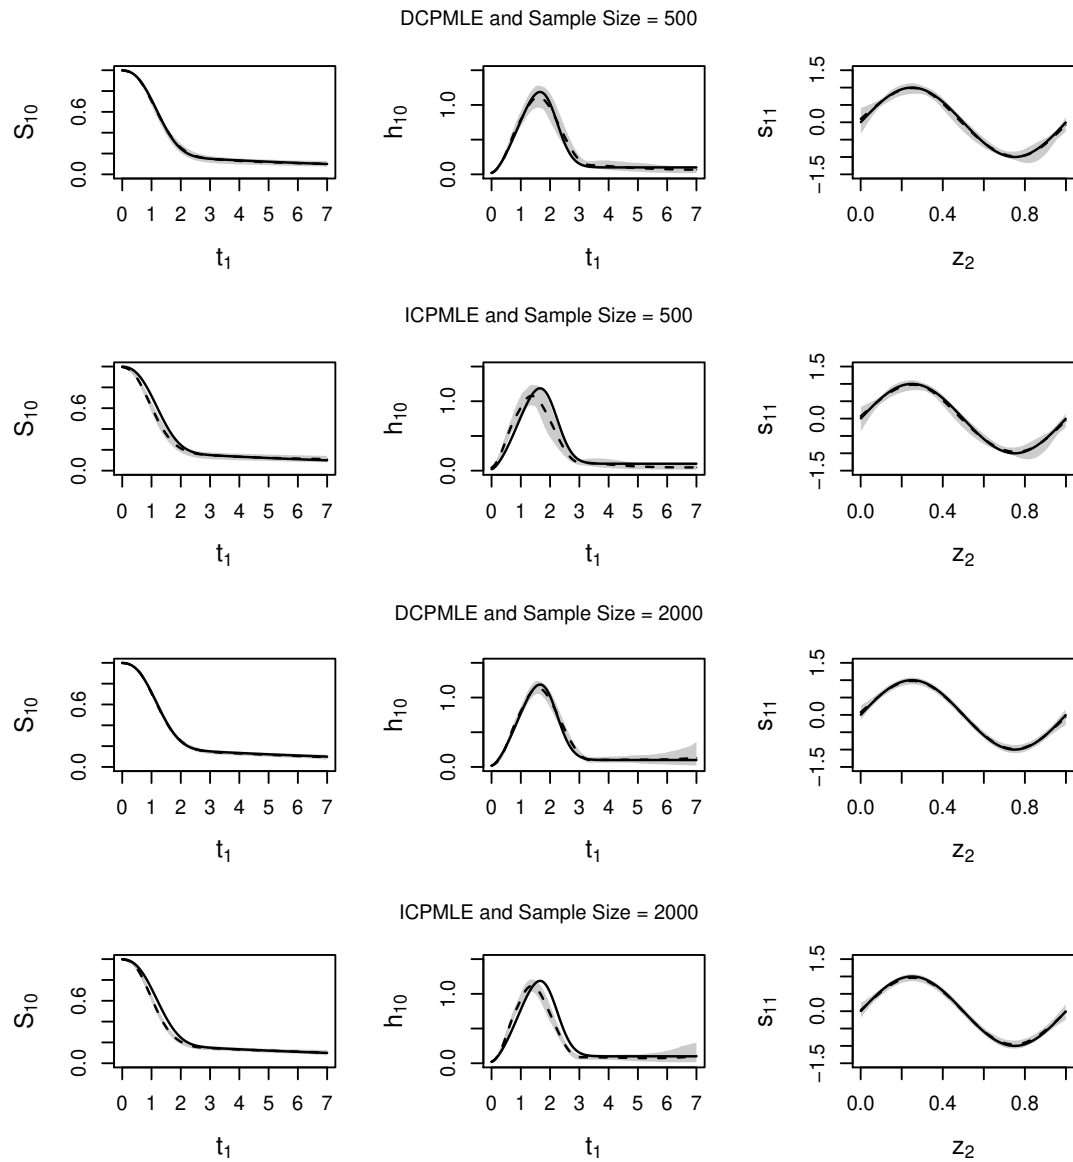 DCPMLE and Sample Size = 500
S10
0.0 0.6
0 1 2 3 4 5 6 7
t1
h10
0.0 1.0
0 1 2 3 4 5 6 7
t1
s11
−1.5 0.0 1.5
0.0 0.4 0.8
z2
ICPMLE and Sample Size = 500
S10
0.0 0.6
0 1 2 3 4 5 6 7
t1
h10
0.0 1.0
0 1 2 3 4 5 6 7
t1
s11
−1.5 0.0 1.5
0.0 0.4 0.8
z2
DCPMLE and Sample Size = 2000
S10
0.0 0.6
0 1 2 3 4 5 6 7
t1
h10
0.0 1.0
0 1 2 3 4 5 6 7
t1
s11
−1.5 0.0 1.5
0.0 0.4 0.8
z2
ICPMLE and Sample Size = 2000
S10
0.0 0.6
0 1 2 3 4 5 6 7
t1
h10
0.0 1.0
0 1 2 3 4 5 6 7
t1
s11
−1.5 0.0 1.5
0.0 0.4 0.8
z2